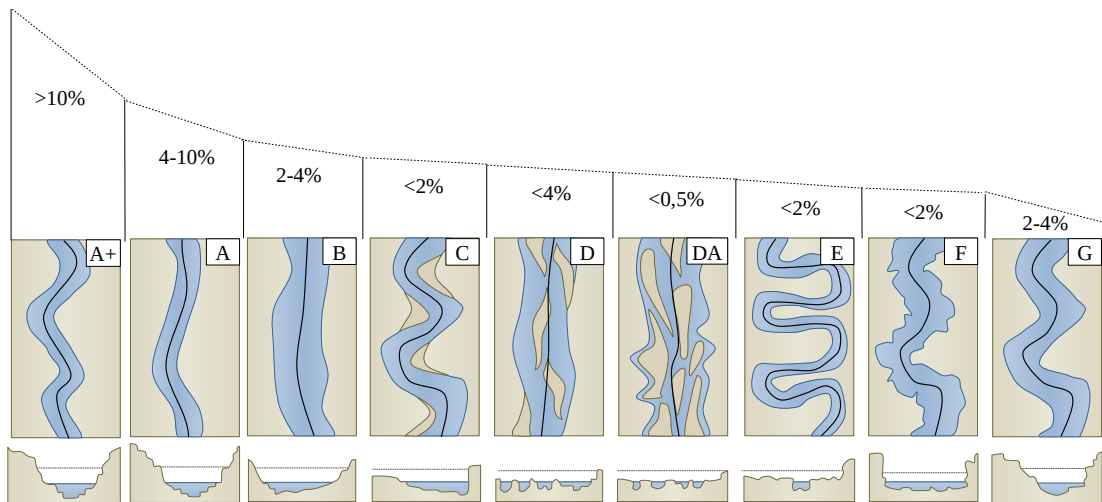 >10%
4-10%
2-4%
<2%
<4%
<0,5%
<2%
<2%
2-4%
A+
A
B
C
D
DA
E
F
G